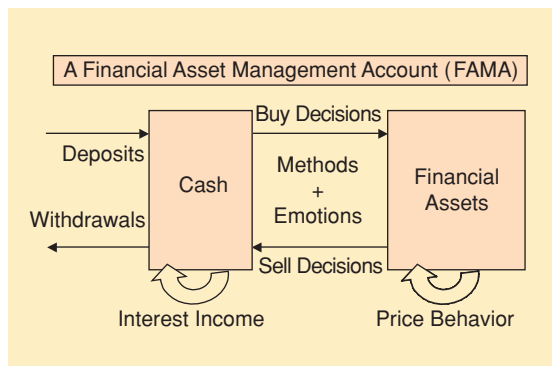 A Financial Asset Management Account (FAMA)
Buy Decisions
Deposits
Cash
Methods
+
Emotions
Financial
Assets
Withdrawals
Sell Decisions
Interest Income
Price Behavior